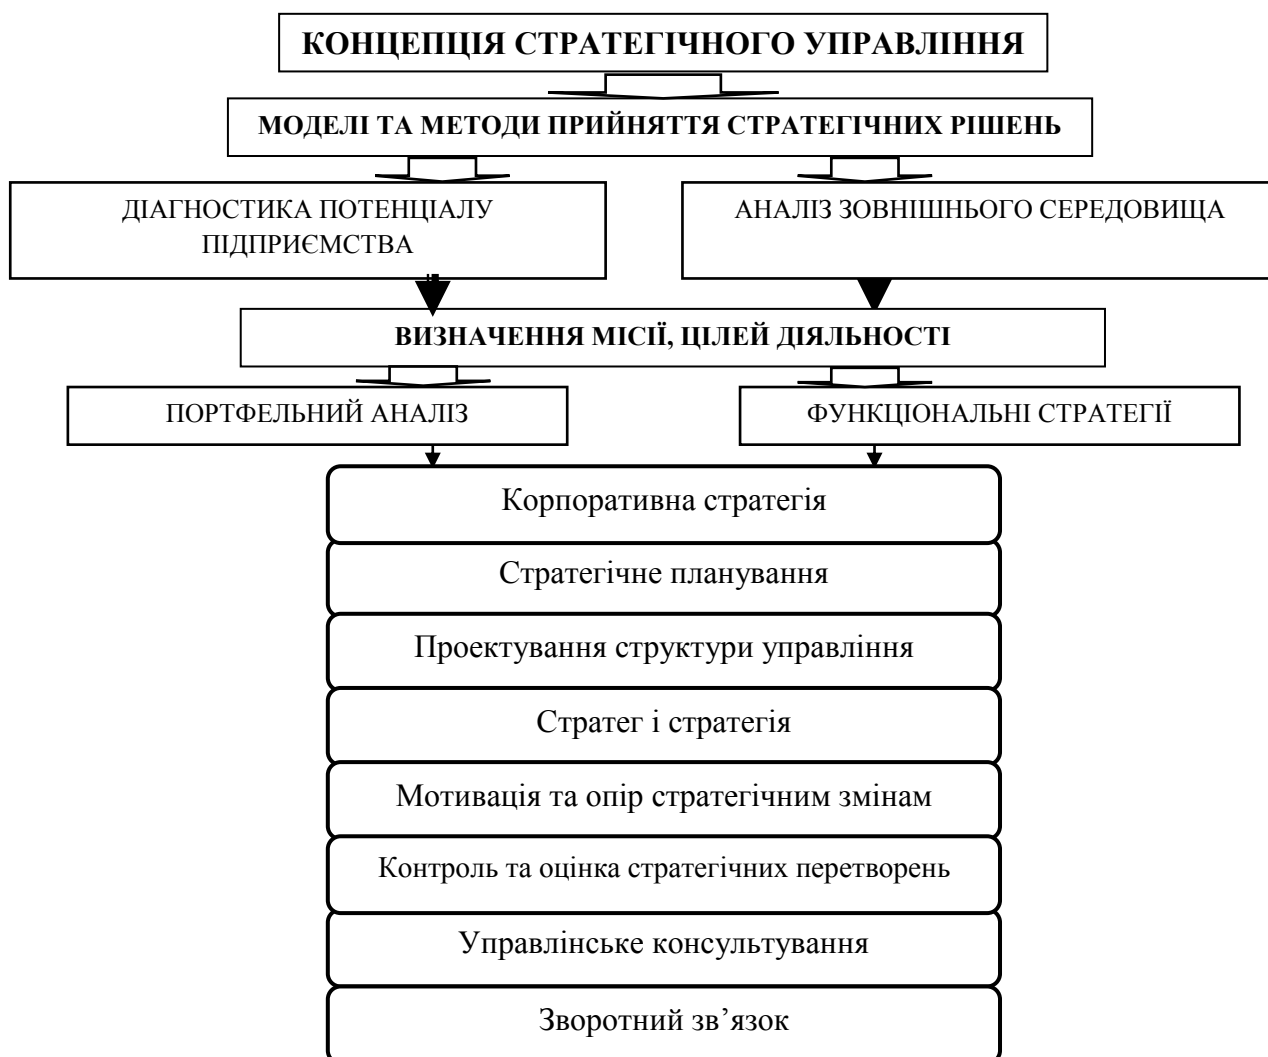 КОНЦЕПЦІЯ СТРАТЕГІЧНОГО УПРАВЛІННЯ
МОДЕЛІ ТА МЕТОДИ ПРИЙНЯТТЯ СТРАТЕГІЧНИХ РІШЕНЬ
ДІАГНОСТИКА ПОТЕНЦІАЛУ
ПІДПРИЄМСТВА
АНАЛІЗ ЗОВНІШНЬОГО СЕРЕДОВИЩА
ВИЗНАЧЕННЯ МІСІЇ, ЦІЛЕЙ ДІЯЛЬНОСТІ
ПОРТФЕЛЬНИЙ АНАЛІЗ
ФУНКЦІОНАЛЬНІ СТРАТЕГІЇ
Корпоративна стратегія
Стратегічне планування
Проектування структури управління
Стратег і стратегія
Мотивація та опір стратегічним змінам
Контроль та оцінка стратегічних перетворень
Управлінське консультування
Зворотний зв’язок